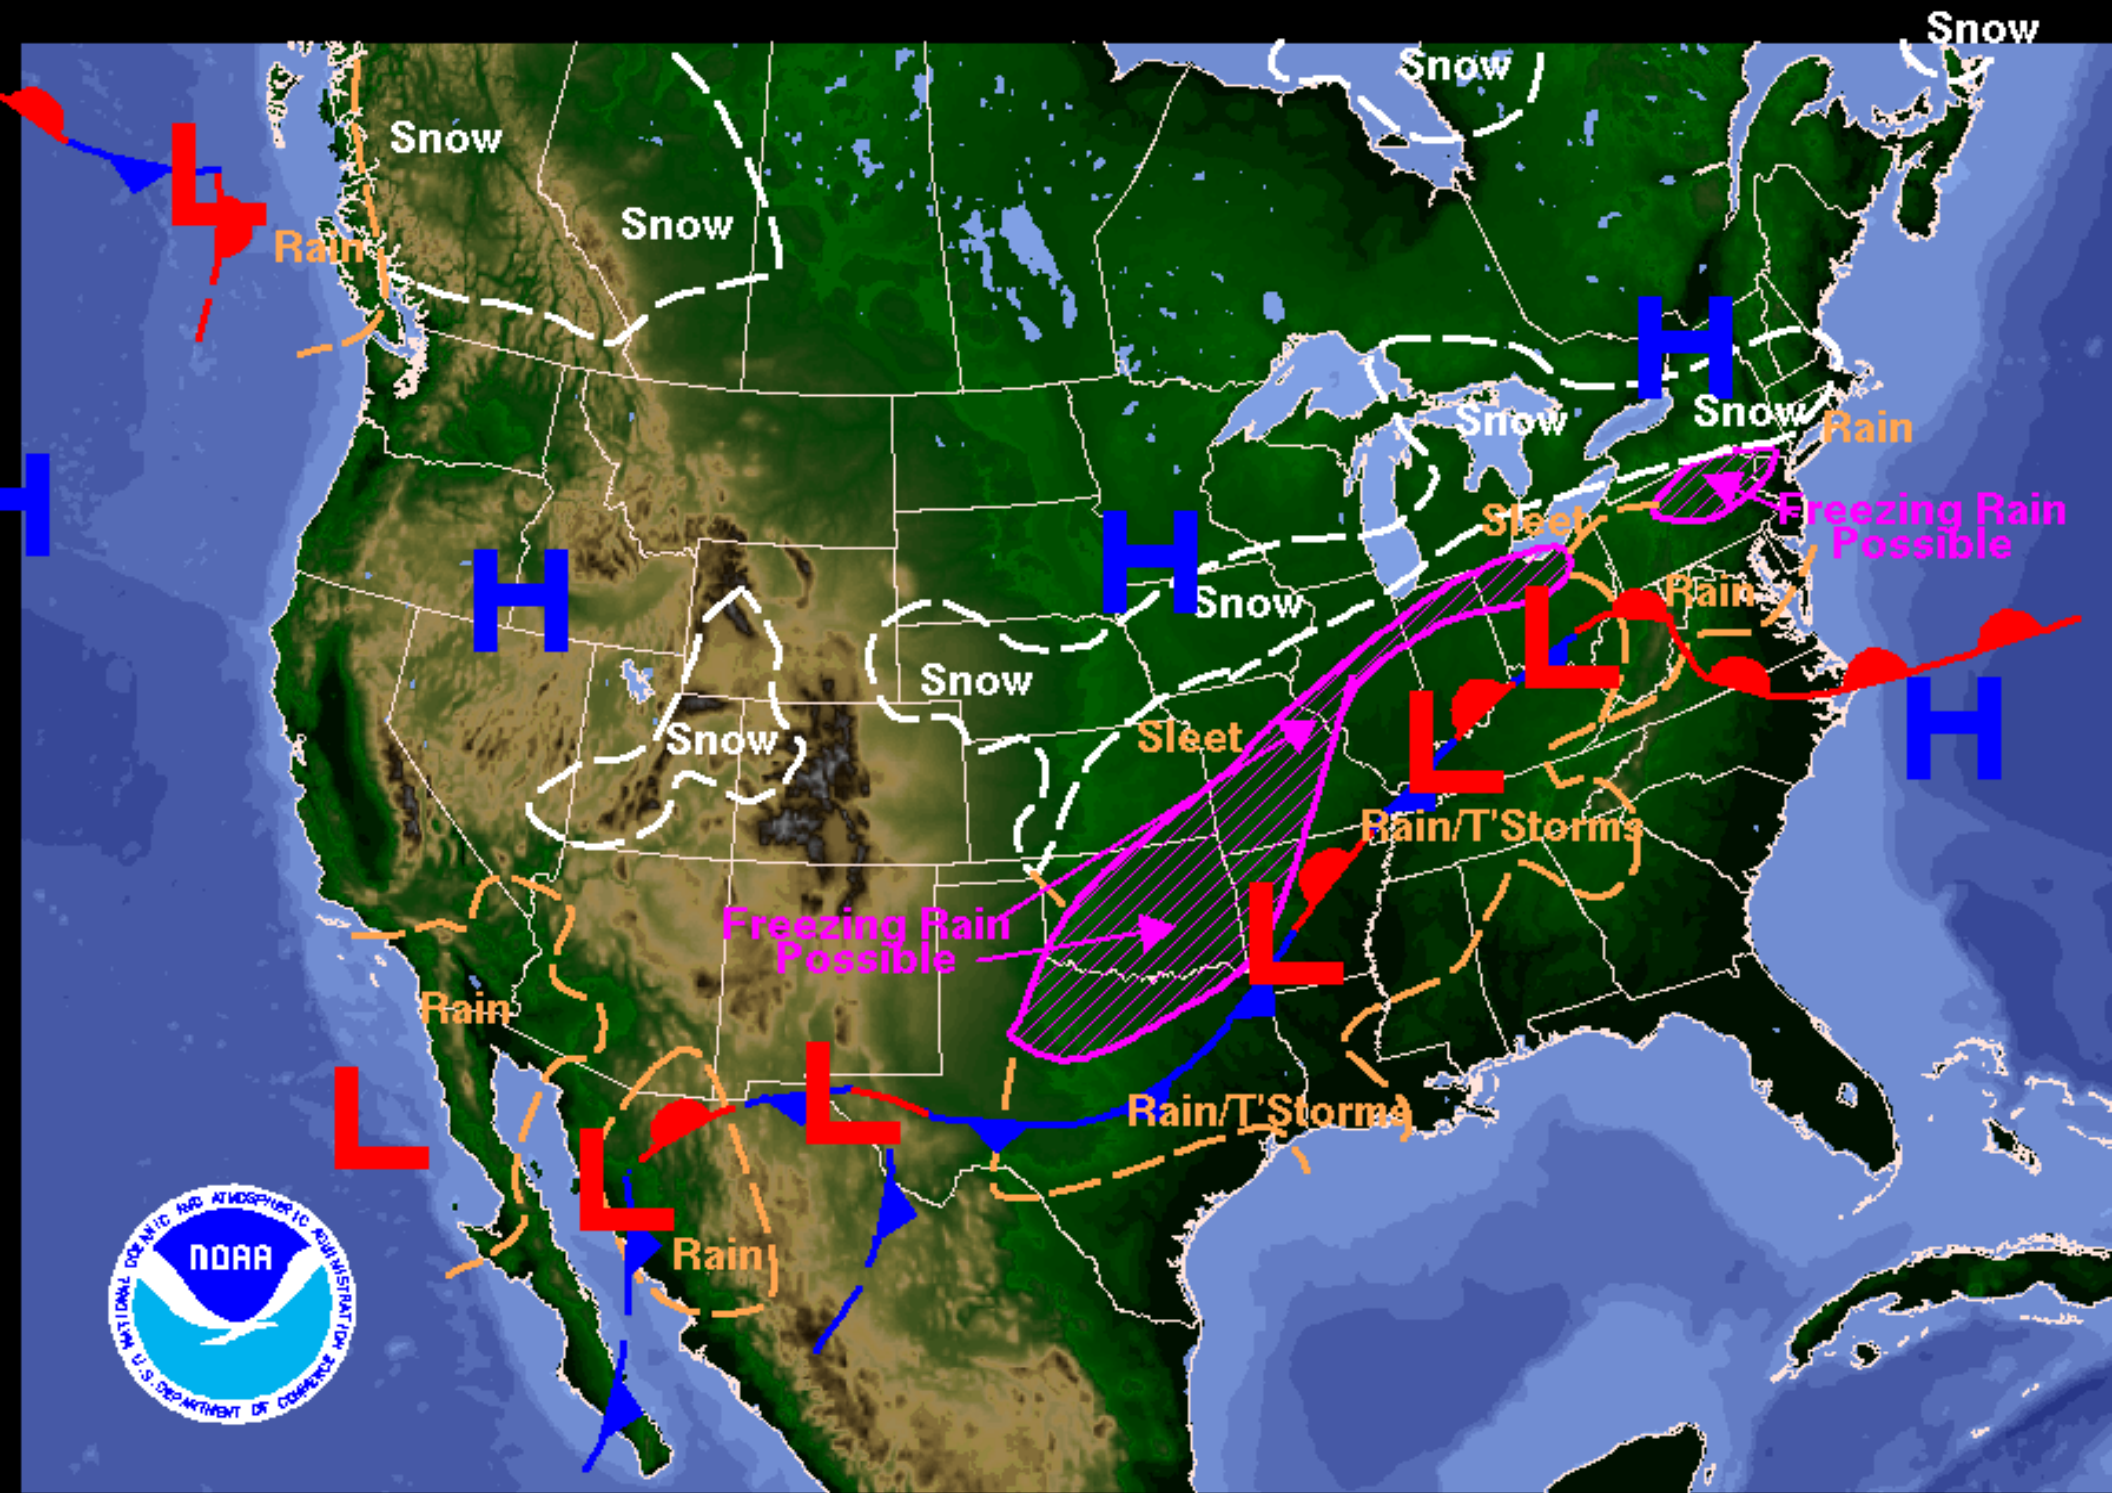 Snow
Snow
Snow
Snow
Rain
H
L
Snow
Snow
Rain
H
H
H
Sleet
Freezing Rain
Possible
H
Snow
Rain
L
Snow
H
Snow
Sleet
L
Rain/T'Storms
Freezing Rain
Possible
L
Rain
L
L
Rain/T'Storms
L
Rain
NATIONAL OCEANIC AND ATMOSPHERIC ADMINISTRATION
NOAA
U.S. DEPARTMENT OF COMMERCE